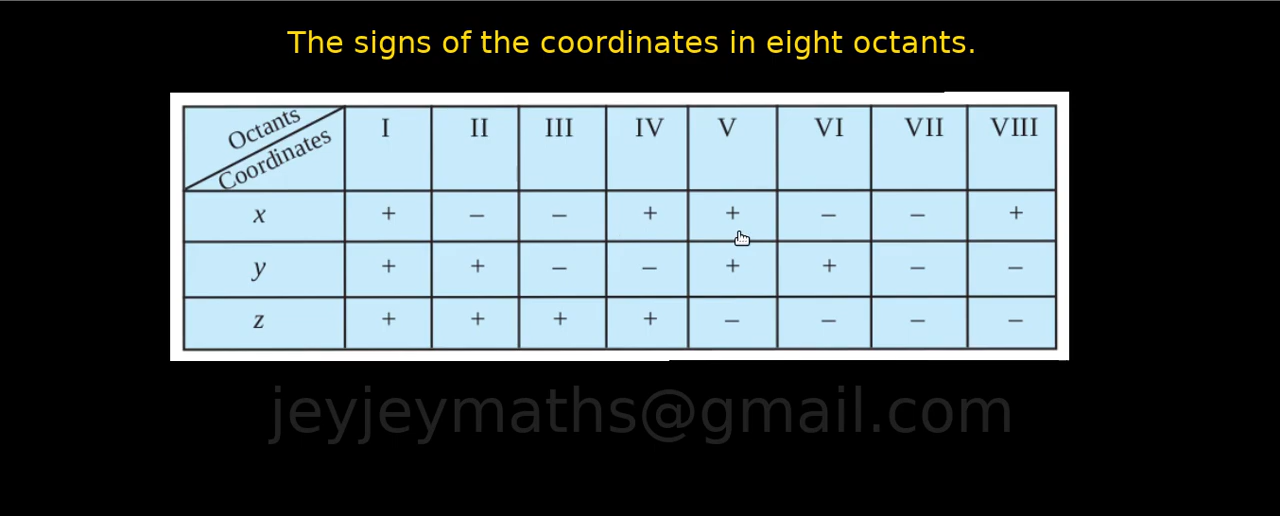 The signs of the coordinates in eight octants.
Octants I II III IV V VI VII VIII
Coordinates
x + – – + + – – +
y + + – – + + – –
z + + + + – – – –
jeyjeymaths@gmail.com